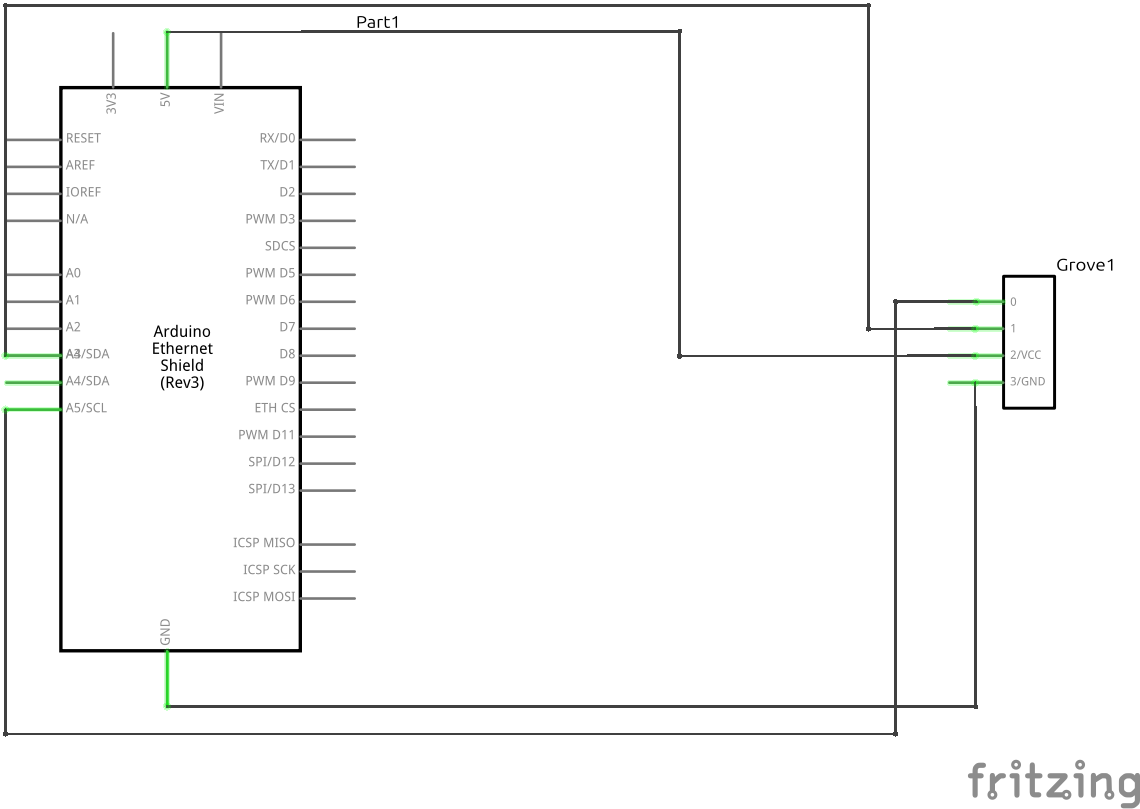 Part1
3V3
5V
VIN
RESET
AREF
IOREF
N/A
A0
A1
A2
A4/SDA
A5/SCL
RX/D0
TX/D1
D2
PWM D3
SDCS
PWM D5
PWM D6
D7
D8
PWM D9
ETH CS
PWM D11
SPI/D12
SPI/D13
ICSP MISO
ICSP SCK
ICSP MOSI
Arduino
Ethernet
Shield
(Rev3)
GND
Grove1
0
1
2/VCC
3/GND
fritzing